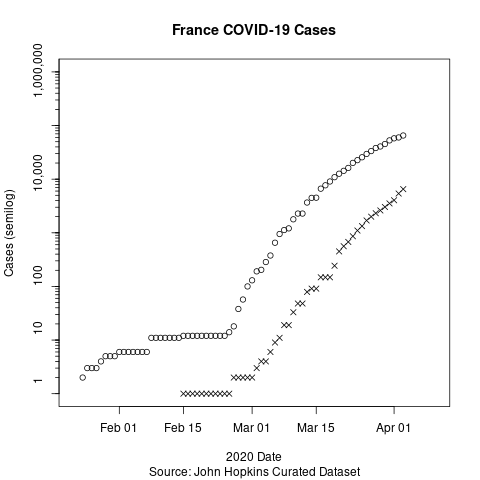 France COVID-19 Cases
Cases (semilog)
1,000,000
10,000
100
10
1
Feb 01
Feb 15
Mar 01
Mar 15
Apr 01
2020 Date
Source: John Hopkins Curated Dataset